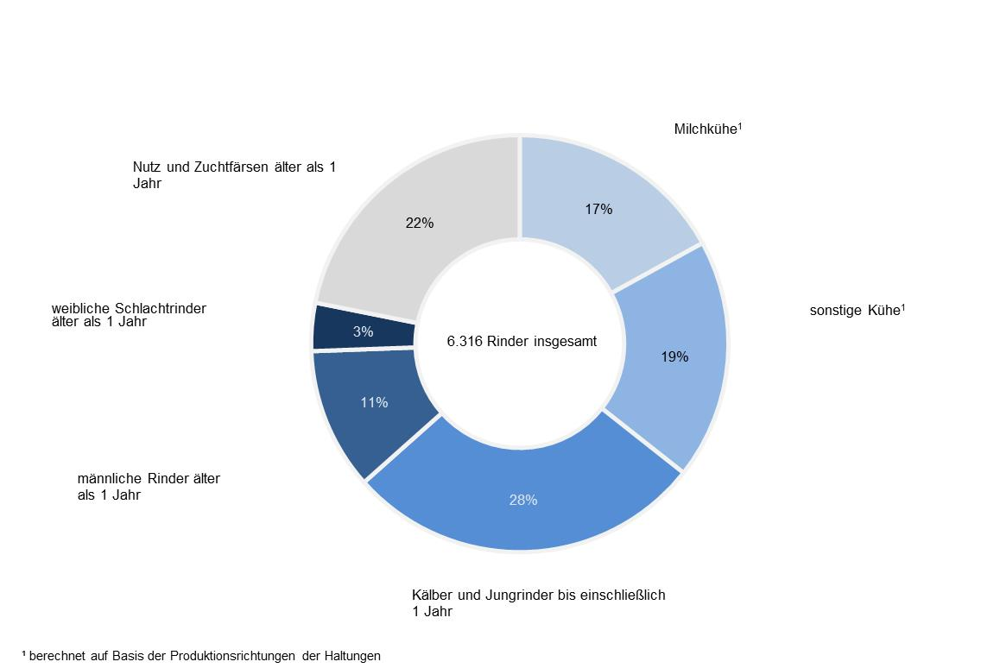 Milchkühe¹
Nutz und Zuchtfärsen älter als 1
Jahr
17%
22%
weibliche Schlachtrinder
älter als 1 Jahr
sonstige Kühe¹
3%
6.316 Rinder insgesamt
19%
11%
männliche Rinder älter
als 1 Jahr
28%
Kälber und Jungrinder bis einschließlich
1 Jahr
¹ berechnet auf Basis der Produktionsrichtungen der Haltungen